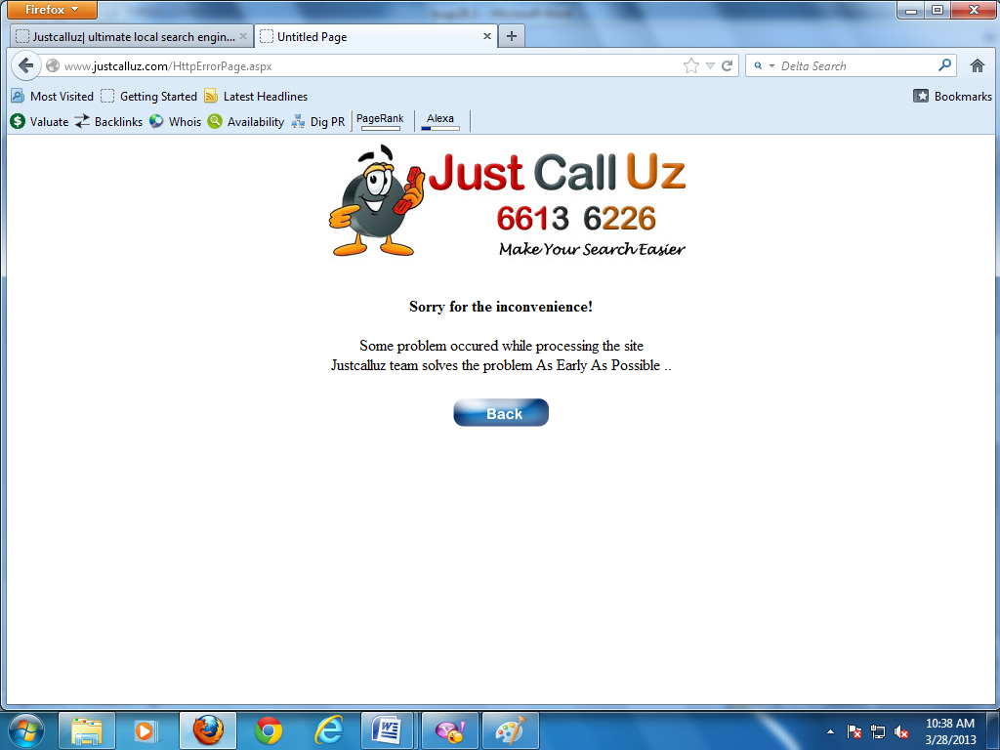 Firefox
Justcalluz| ultimate local search engin...
Untitled Page
www.justcalluz.com/HttpErrorPage.aspx
Delta Search
Most Visited Getting Started Latest Headlines Bookmarks
Valuate Backlinks Whois Availability Dig PR PageRank Alexa
Just Call Uz
6613 6226
Make Your Search Easier
Sorry for the inconvenience!
Some problem occured while processing the site
Justcalluz team solves the problem As Early As Possible ..
Back
10:38 AM
3/28/2013